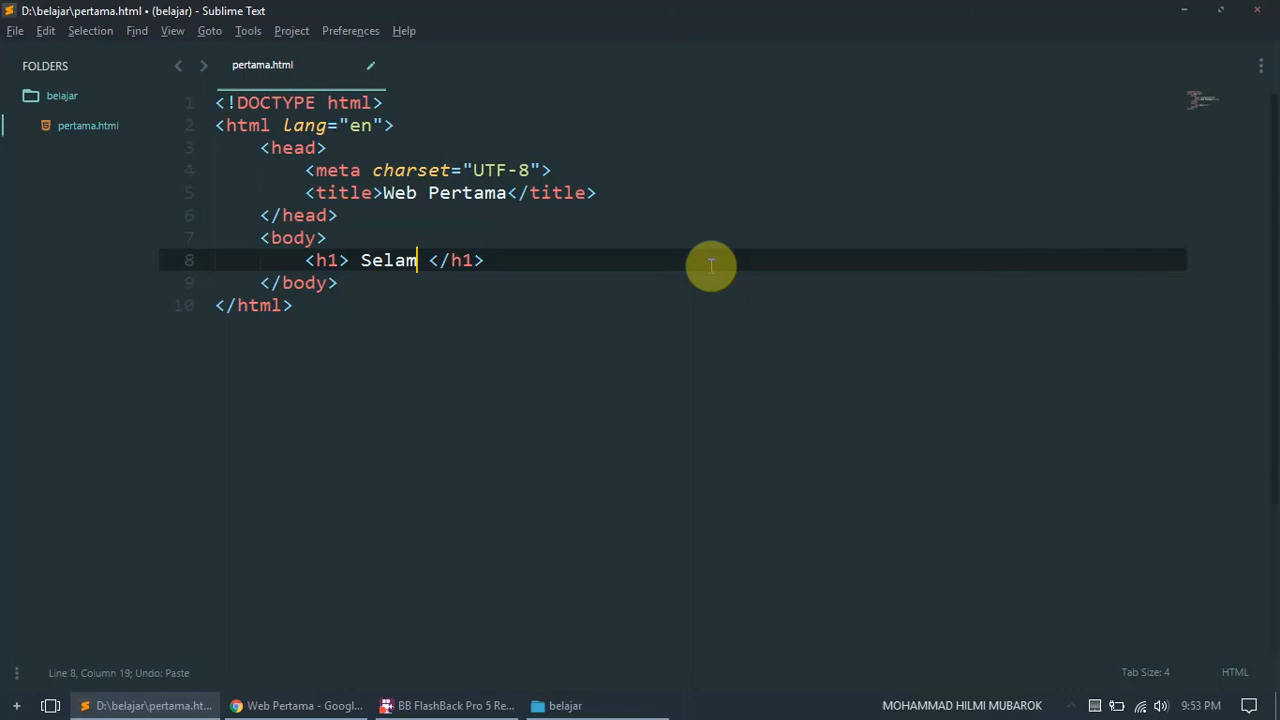 D:\belajar\pertama.html • (belajar) - Sublime Text
File Edit Selection Find View Goto Tools Project Preferences Help
FOLDERS
belajar
pertama.html
pertama.html
1 <!DOCTYPE html>
2 <html lang="en">
3 <head>
4 <meta charset="UTF-8">
5 <title>Web Pertama</title>
6 </head>
7 <body>
8 <h1> Selam </h1>
9 </body>
10 </html>
Line 8, Column 19; Undo: Paste
Tab Size: 4
HTML
D:\belajar\pertama.ht...
Web Pertama - Googl...
BB FlashBack Pro 5 Re...
belajar
MOHAMMAD HILMI MUBAROK
9:53 PM